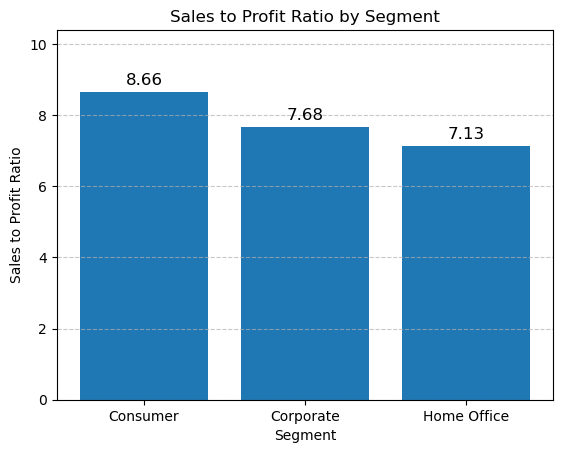 Sales to Profit Ratio by Segment
10
8
6
4
2
0
8.66
7.68
7.13
Sales to Profit Ratio
Consumer
Corporate
Home Office
Segment